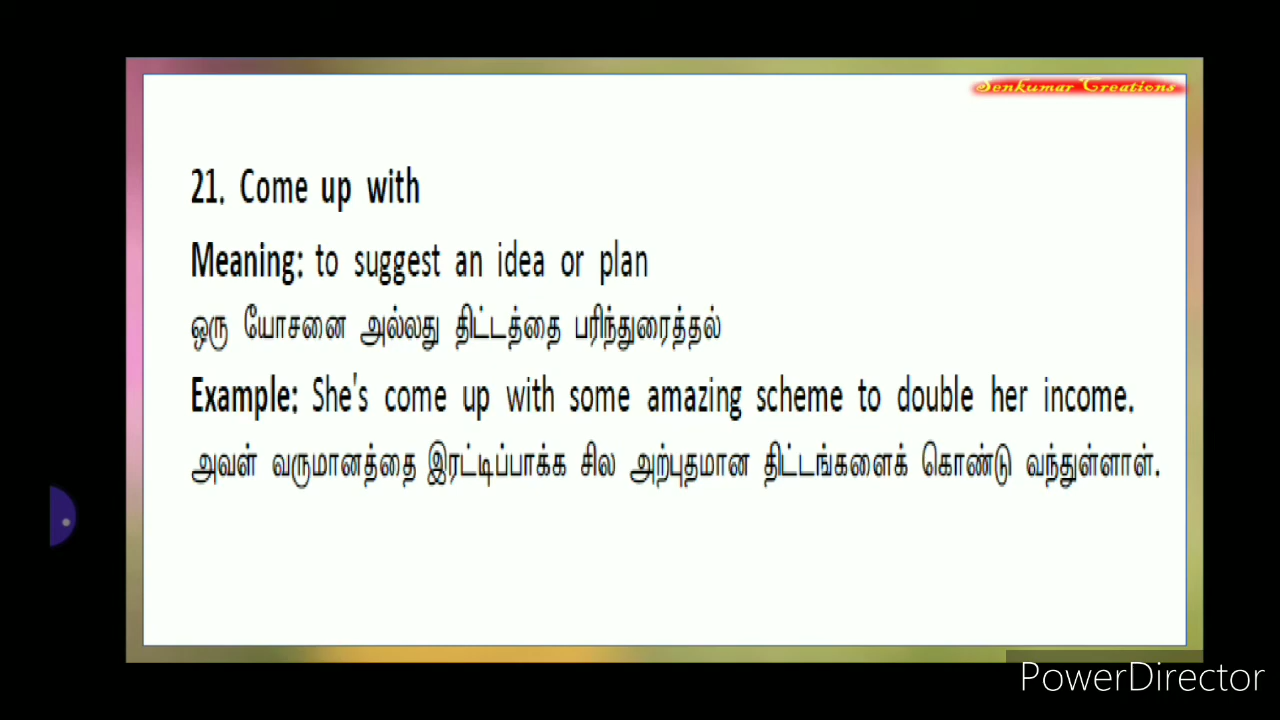 Senkumar Creations
21. Come up with
Meaning: to suggest an idea or plan
ஒரு யோசனை அல்லது திட்டத்தை பரிந்துரைத்தல்
Example: She's come up with some amazing scheme to double her income.
அவள் வருமானத்தை இரட்டிப்பாக்க சில அற்புதமான திட்டங்களைக் கொண்டு வந்துள்ளாள்.
PowerDirector